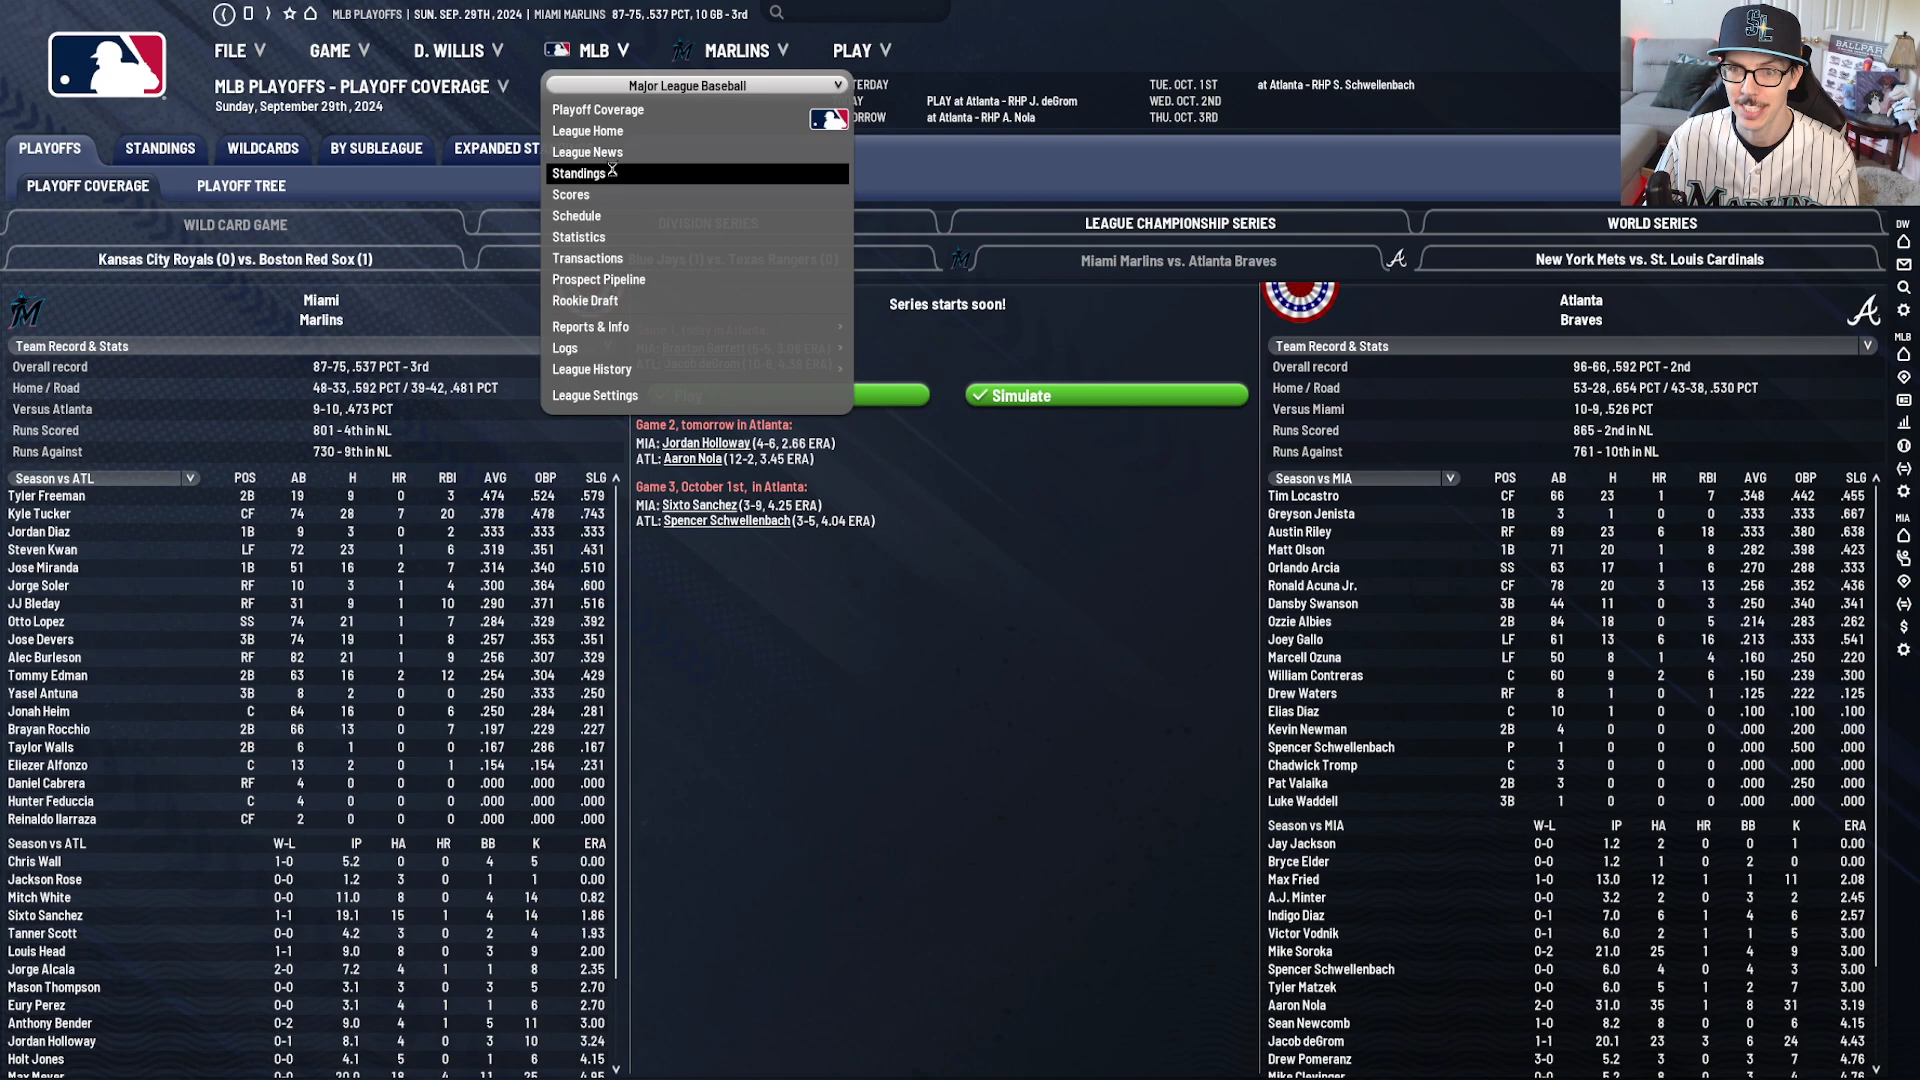 MLB PLAYOFFS | SUN. SEP. 29TH, 2024 | MIAMI MARLINS 87-75, .537 PCT, 10 GB - 3rd
FILE GAME D. WILLIS MLB MARLINS PLAY
MLB PLAYOFFS - PLAYOFF COVERAGE
Sunday, September 29th , 2024
Major League Baseball
Playoff Coverage
League Home
League News
Standings
Scores
Schedule
Statistics
Transactions
Prospect Pipeline
Rookie Draft
Reports & Info
Logs
League History
League Settings
PLAY at Atlanta - RHP J. deGrom
at Atlanta - RHP A. Nola
TUE. OCT. 1ST at Atlanta - RHP S. Schwellenbach
WED. OCT. 2ND
THU. OCT. 3RD
PLAYOFFS STANDINGS WILDCARDS BY SUBLEAGUE EXPANDED ST
PLAYOFF COVERAGE PLAYOFF TREE
WILD CARD GAME DIVISION SERIES LEAGUE CHAMPIONSHIP SERIES WORLD SERIES
Kansas City Royals (0) vs. Boston Red Sox (1) Blue Jays (1) vs. Texas Rangers (0) Miami Marlins vs. Atlanta Braves New York Mets vs. St. Louis Cardinals
Miami
Marlins
Team Record & Stats
Overall record 87-75, .537 PCT - 3rd
Home / Road 48-33, .592 PCT / 39-42, .481 PCT
Versus Atlanta 9-10, .473 PCT
Runs Scored 801 - 4th in NL
Runs Against 730 - 9th in NL
Season vs ATL POS AB H HR RBI AVG OBP SLG
Tyler Freeman 2B 19 9 0 3 .474 .524 .579
Kyle Tucker CF 74 28 7 20 .378 .478 .743
Jordan Diaz 1B 9 3 0 2 .333 .333 .333
Steven Kwan LF 72 23 1 6 .319 .351 .431
Jose Miranda 1B 51 16 2 7 .314 .340 .510
Jorge Soler RF 10 3 1 4 .300 .364 .600
JJ Bleday RF 31 9 1 10 .290 .371 .516
Otto Lopez SS 74 21 1 7 .284 .329 .392
Jose Devers 3B 74 19 1 8 .257 .353 .351
Alec Burleson RF 82 21 1 9 .256 .307 .329
Tommy Edman 2B 63 16 2 12 .254 .304 .429
Yasel Antuna 3B 8 2 0 0 .250 .333 .250
Jonah Heim C 64 16 0 6 .250 .284 .281
Brayan Rocchio 2B 66 13 0 7 .197 .229 .227
Taylor Walls 2B 6 1 0 0 .167 .286 .167
Eliezer Alfonzo C 13 2 0 1 .154 .154 .231
Daniel Cabrera RF 4 0 0 0 .000 .000 .000
Hunter Feduccia C 4 0 0 0 .000 .000 .000
Reinaldo Ilarraza CF 2 0 0 0 .000 .000 .000
Season vs ATL W-L IP HA HR BB K ERA
Chris Wall 1-0 5.2 0 0 4 5 0.00
Jackson Rose 0-0 1.2 3 0 1 1 0.00
Mitch White 0-0 11.0 8 0 4 14 0.82
Sixto Sanchez 1-1 19.1 15 1 4 14 1.86
Tanner Scott 0-0 4.2 3 0 2 4 1.93
Louis Head 1-1 9.0 8 0 3 9 2.00
Jorge Alcala 2-0 7.2 4 1 1 8 2.35
Mason Thompson 0-0 3.1 3 0 3 5 2.70
Eury Perez 0-0 3.1 4 1 1 6 2.70
Anthony Bender 0-2 9.0 4 1 5 11 3.00
Jordan Holloway 0-1 8.1 4 0 3 10 3.24
Holt Jones 0-0 4.1 5 0 1 6 4.15
Max Meyer 0-0 20.0 18 4 11 25 4.95
Series starts soon!
Game 1, today in Atlanta:
MIA: Braxton Garrett (5-5, 3.06 ERA)
ATL: Jacob deGrom (10-6, 4.38 ERA)
Play Simulate
Game 2, tomorrow in Atlanta:
MIA: Jordan Holloway (4-6, 2.66 ERA)
ATL: Aaron Nola (12-2, 3.45 ERA)
Game 3, October 1st, in Atlanta:
MIA: Sixto Sanchez (3-9, 4.25 ERA)
ATL: Spencer Schwellenbach (3-5, 4.04 ERA)
Atlanta
Braves
Team Record & Stats
Overall record 96-66, .592 PCT - 2nd
Home / Road 53-28, .654 PCT / 43-38, .530 PCT
Versus Miami 10-9, .526 PCT
Runs Scored 865 - 2nd in NL
Runs Against 761 - 10th in NL
Season vs MIA POS AB H HR RBI AVG OBP SLG
Tim Locastro CF 66 23 1 7 .348 .442 .455
Greyson Jenista 1B 3 1 0 0 .333 .333 .667
Austin Riley RF 69 23 6 18 .333 .380 .638
Matt Olson 1B 71 20 1 8 .282 .398 .423
Orlando Arcia SS 63 17 1 6 .270 .288 .333
Ronald Acuna Jr. CF 78 20 3 13 .256 .352 .436
Dansby Swanson 3B 44 11 0 3 .250 .340 .341
Ozzie Albies 2B 84 18 0 5 .214 .283 .262
Joey Gallo LF 61 13 6 16 .213 .333 .541
Marcell Ozuna LF 50 8 1 4 .160 .250 .220
William Contreras C 60 9 2 6 .150 .239 .300
Drew Waters RF 8 1 0 1 .125 .222 .125
Elias Díaz C 10 1 0 0 .100 .100 .100
Kevin Newman 2B 4 0 0 0 .000 .200 .000
Spencer Schwellenbach P 1 0 0 0 .000 .500 .000
Chadwick Tromp C 3 0 0 0 .000 .000 .000
Pat Valaika 2B 3 0 0 0 .000 .250 .000
Luke Waddell 3B 1 0 0 0 .000 .000 .000
Season vs MIA W-L IP HA HR BB K ERA
Jay Jackson 0-0 1.2 2 0 0 1 0.00
Bryce Elder 0-0 1.2 1 0 2 0 0.00
Max Fried 1-0 13.0 12 1 1 11 2.08
A.J. Minter 0-0 3.2 2 0 3 2 2.45
Indigo Diaz 0-1 7.0 6 1 4 6 2.57
Victor Vodnik 0-1 6.0 2 1 1 5 3.00
Mike Soroka 0-2 21.0 25 1 4 9 3.00
Spencer Schwellenbach 0-0 6.0 4 0 4 3 3.00
Tyler Matzek 0-0 6.0 5 1 2 7 3.00
Aaron Nola 2-0 31.0 35 1 8 31 3.19
Sean Newcomb 1-0 8.2 8 0 0 6 4.15
Jacob deGrom 1-1 20.1 23 3 6 24 4.43
Drew Pomeranz 3-0 5.2 3 0 3 7 4.76
DW
MLB
MIA
BALLPAR
SL